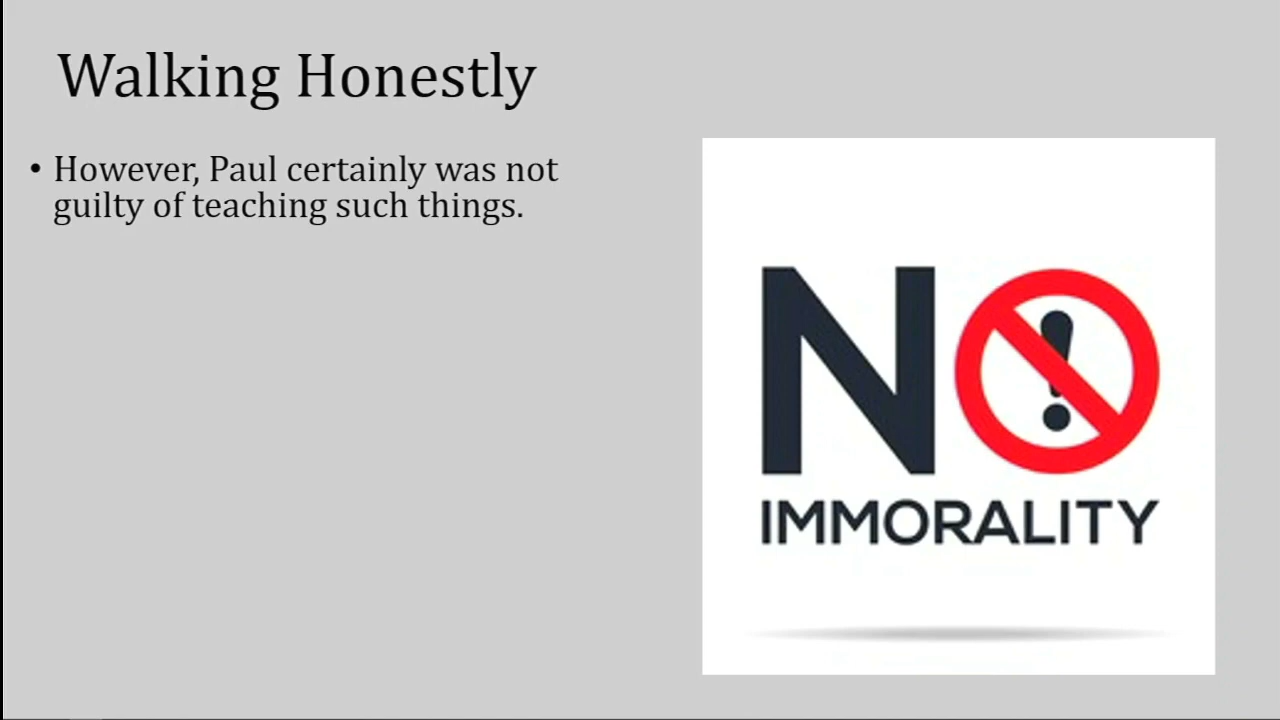 Walking Honestly
• However, Paul certainly was not
guilty of teaching such things.
NO
IMMORALITY